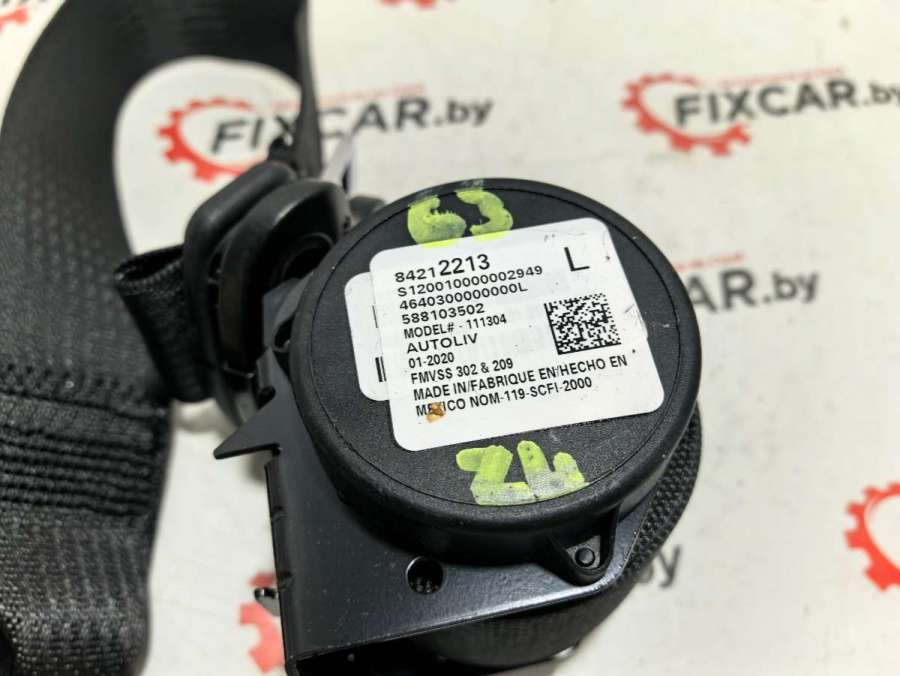 FIXCAR.by
FIXCAR.by
63
84212213
L
S120010000002949
4640300000000L
588103502
MODEL# - 111304
AUTOLIV
01-2020
FMVSS 302 & 209
MADE IN/FABRIQUE EN/HECHO EN
MEXICO NOM-119-SCFI-2000
.by